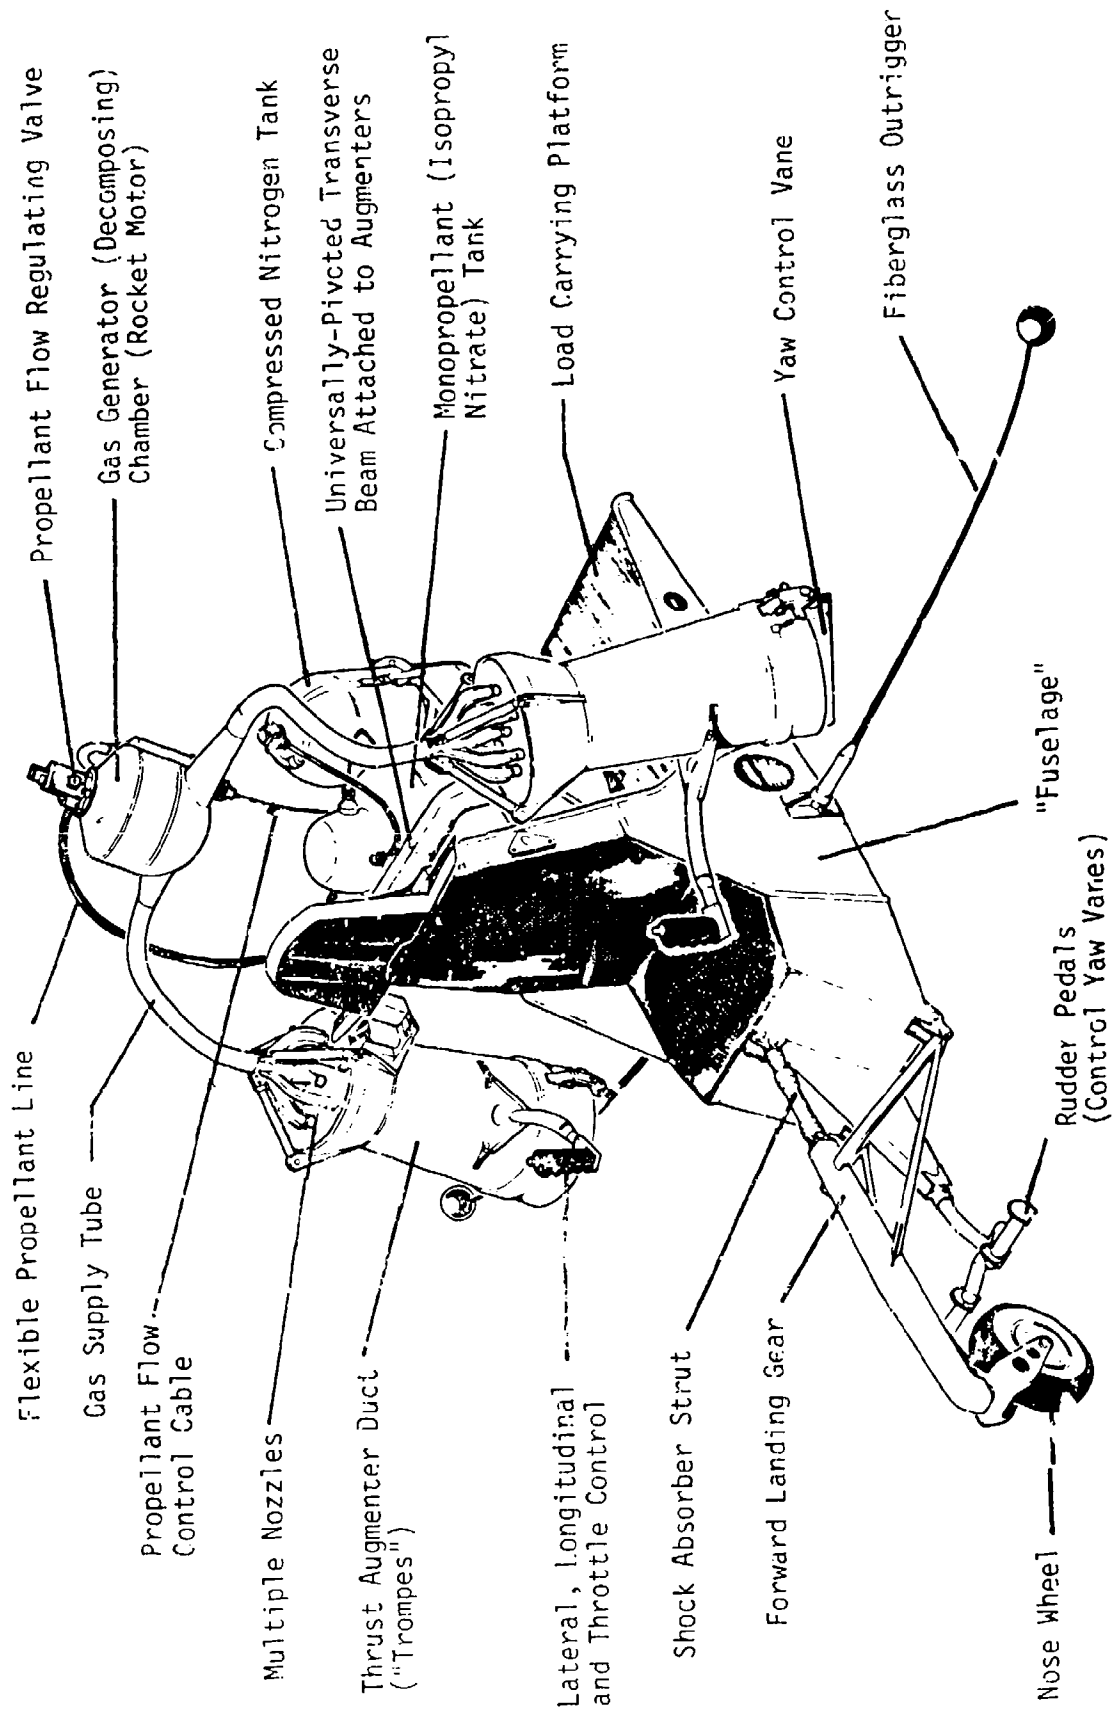 Flexible Propellant Line
Gas Supply Tube
Propellant Flow
Control Cable
Multiple Nozzles
Thrust Augmenter Duct
("Trompes")
Lateral, Longitudinal
and Throttle Control
Shock Absorber Strut
Forward Landing Gear
Nose Wheel
Propellant Flow Regulating Valve
Gas Generator (Decomposing)
Chamber (Rocket Motor)
Compressed Nitrogen Tank
Universally-Pivcted Transverse
Beam Attached to Augmenters
Monopropellant (Isopropyl
Nitrate) Tank
Load Carrying Platform
Yaw Control Vane
Fiberglass Outrigger
"Fuselage"
Rudder Pedals
(Control Yaw Vanes)